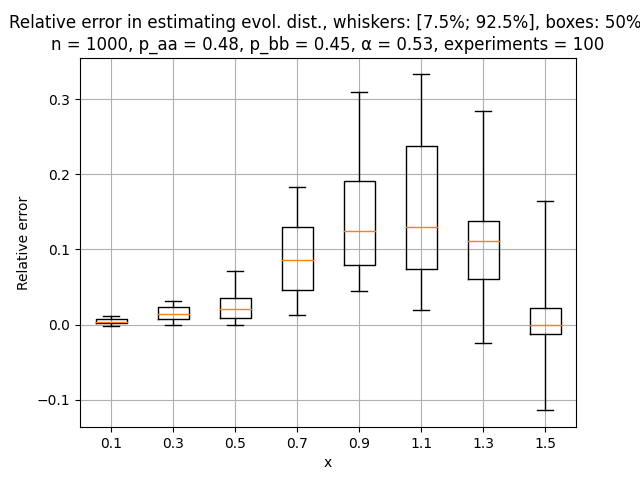 Relative error in estimating evol. dist., whiskers: [7.5%; 92.5%], boxes: 50%
n = 1000, p_aa = 0.48, p_bb = 0.45, α = 0.53, experiments = 100
0.3
0.2
0.1
0.0
−0.1
Relative error
0.1 0.3 0.5 0.7 0.9 1.1 1.3 1.5
x